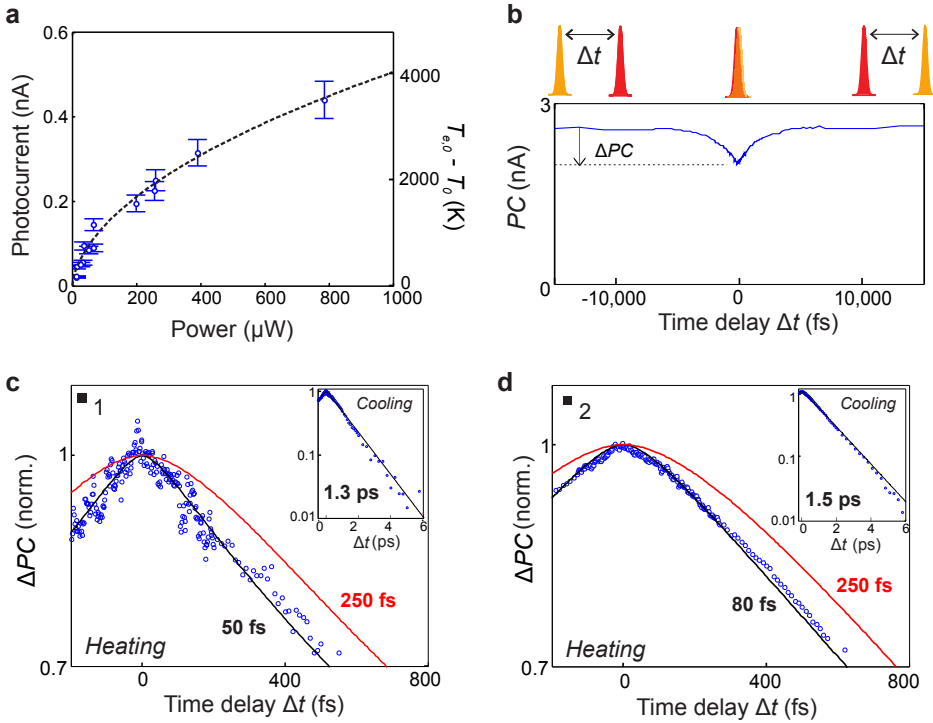 a
0.6
0.4
0.2
0
Photocurrent (nA)
4000
2000
0
T_{e,0} - T_0 (K)
0
200
400
600
800
1000
Power (µW)
b
Δt
Δt
3
0
PC (nA)
ΔPC
-10,000
0
10,000
Time delay Δt (fs)
c
■ 1
1
0.7
ΔPC (norm.)
250 fs
50 fs
Heating
0
400
800
Time delay Δt (fs)
Cooling
1
0.1
0.01
1.3 ps
0
2
4
6
Δt (ps)
d
■ 2
1
0.7
ΔPC (norm.)
250 fs
80 fs
Heating
0
400
800
Time delay Δt (fs)
Cooling
1
0.1
0.01
1.5 ps
0
2
4
6
Δt (ps)